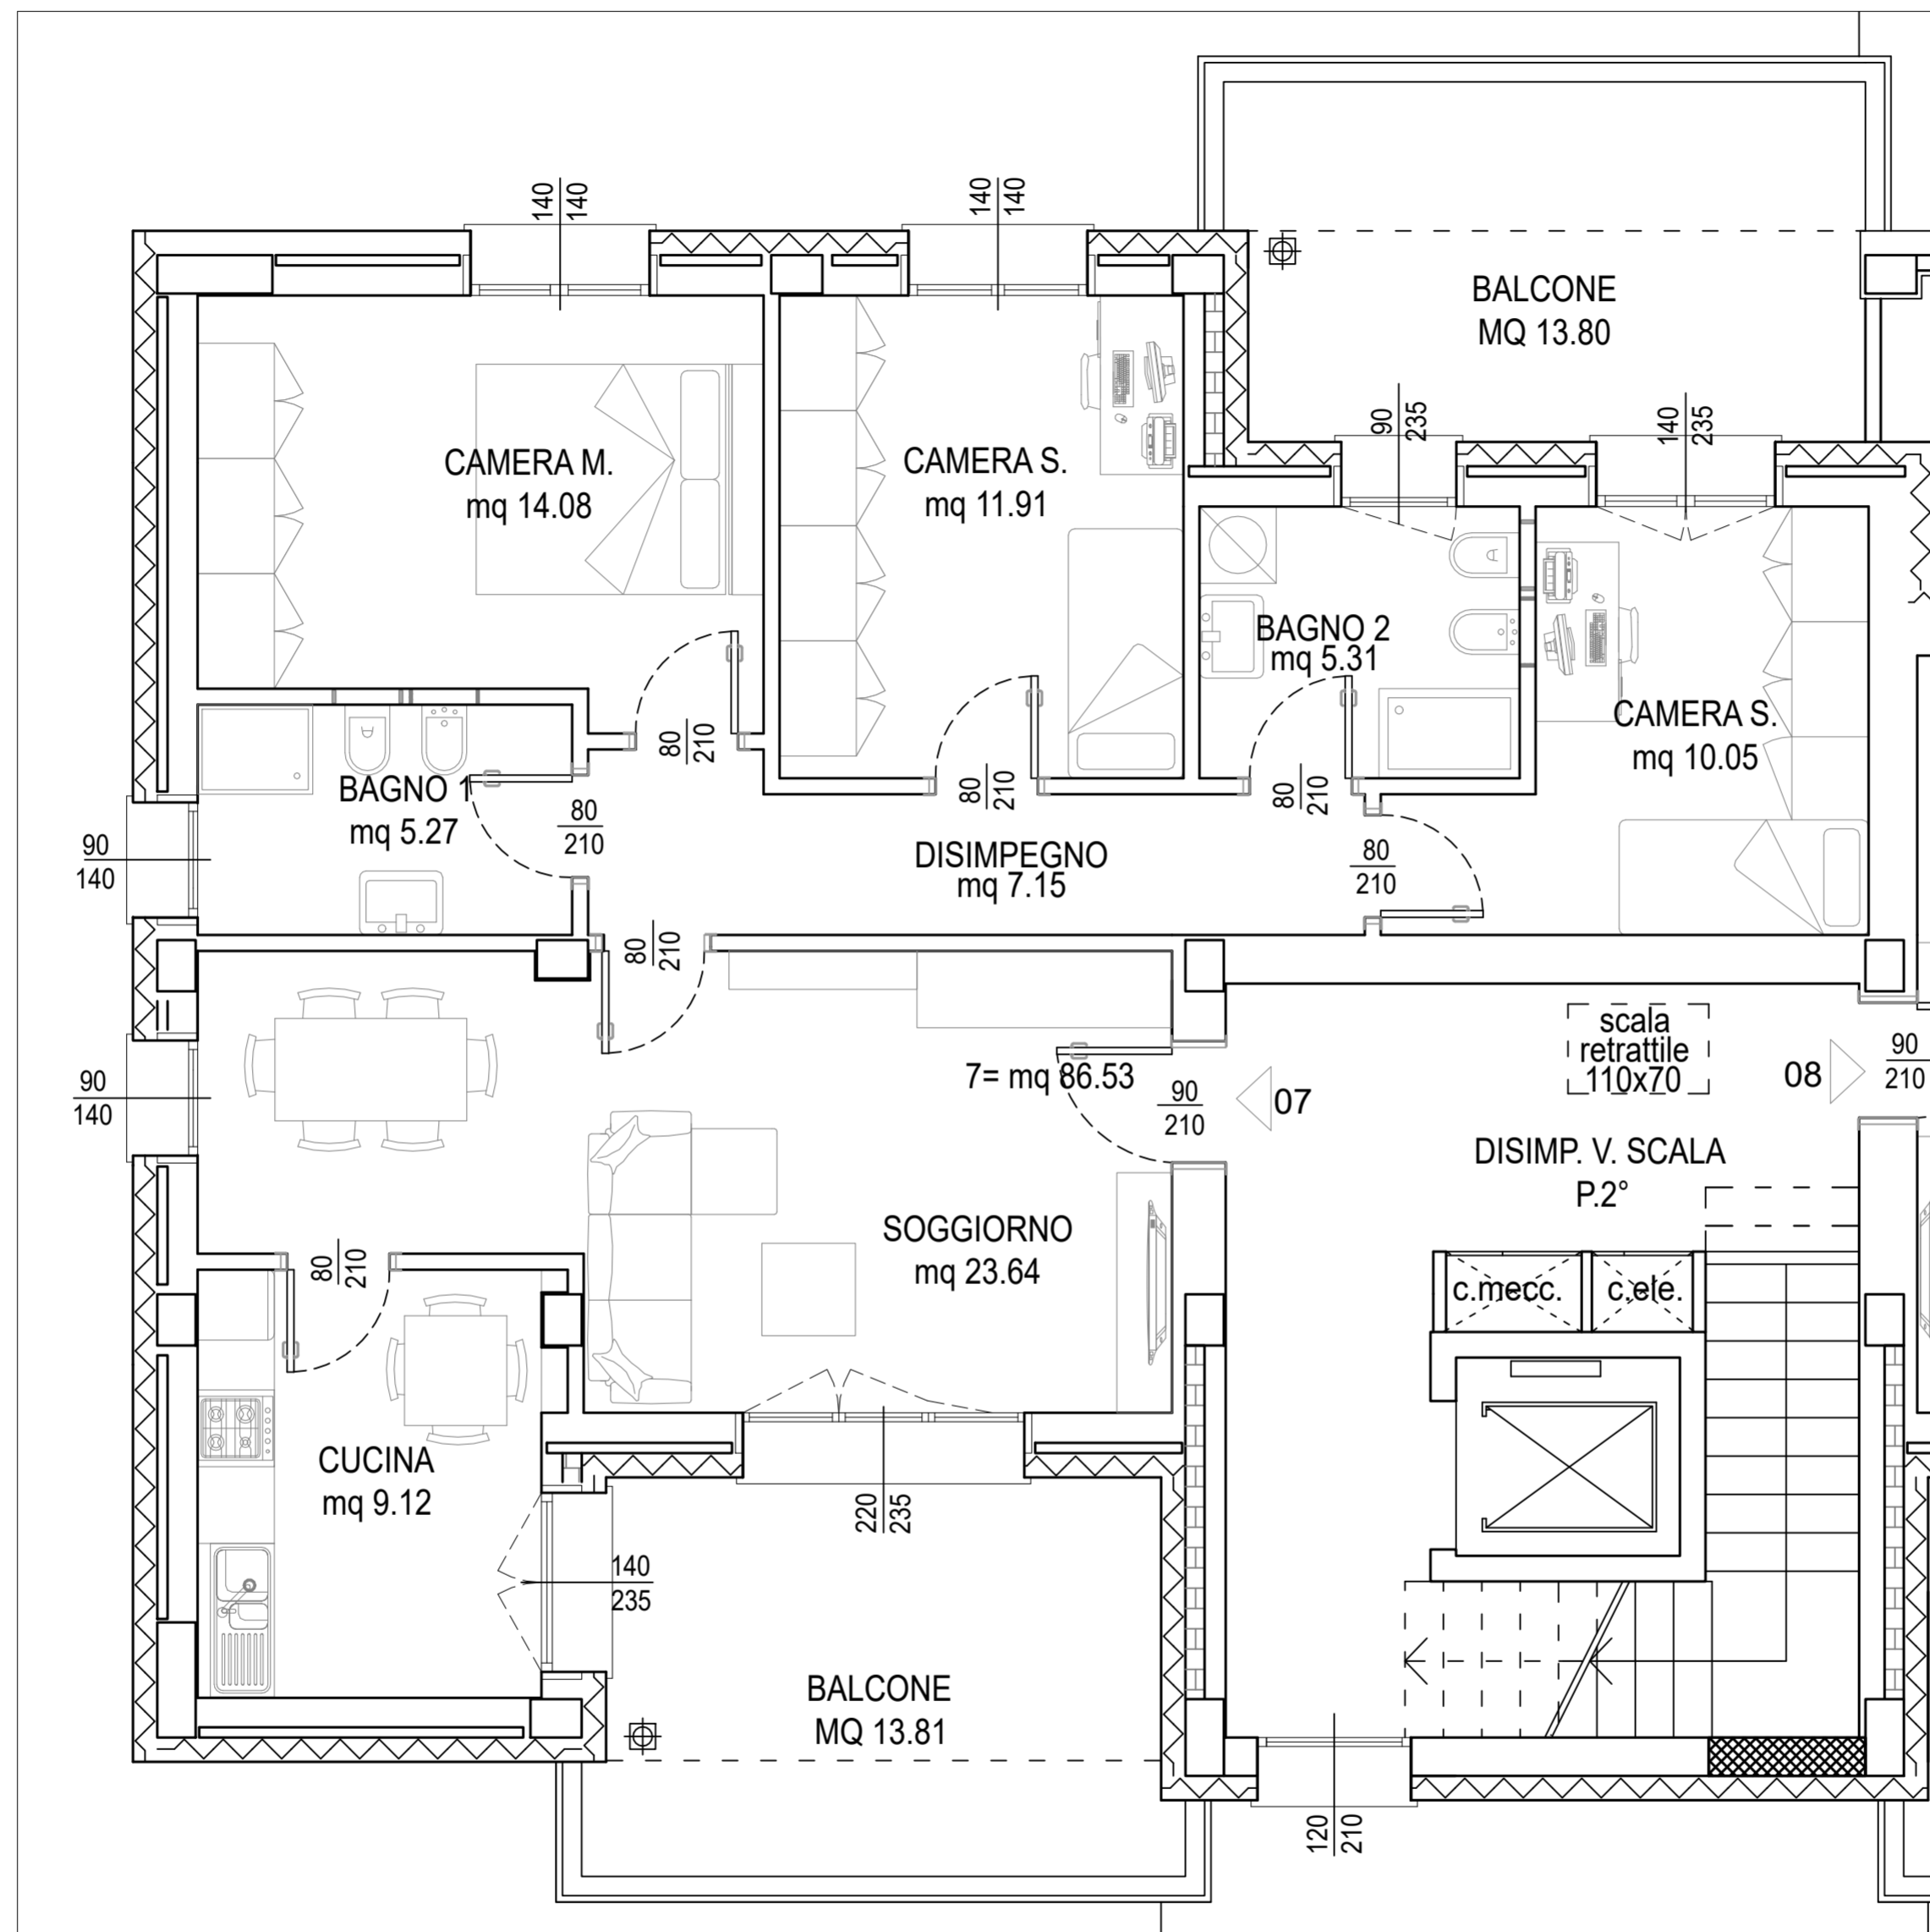 140
140
140
140
BALCONE
MQ 13.80
90
235
140
235
CAMERA M.
mq 14.08
CAMERA S.
mq 11.91
BAGNO 2
mq 5.31
CAMERA S.
mq 10.05
80
210
BAGNO 1
mq 5.27
80
210
80
210
80
210
90
140
DISIMPEGNO
mq 7.15
80
210
80
210
scala
retrattile
110x70
90
140
7= mq 86.53
90
210
07
08
90
210
DISIMP. V. SCALA
P.2°
80
210
SOGGIORNO
mq 23.64
c.mecc.
c.ele.
CUCINA
mq 9.12
220
235
140
235
BALCONE
MQ 13.81
120
210